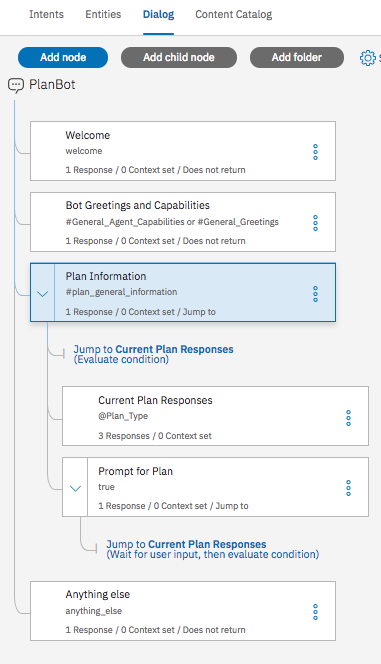 Intents Entities Dialog Content Catalog
Add node Add child node Add folder
PlanBot
Welcome
welcome
1 Response / 0 Context set / Does not return
Bot Greetings and Capabilities
#General_Agent_Capabilities or #General_Greetings
1 Response / 0 Context set / Does not return
Plan Information
#plan_general_information
1 Response / 0 Context set / Jump to
Jump to Current Plan Responses
(Evaluate condition)
Current Plan Responses
@Plan_Type
3 Responses / 0 Context set
Prompt for Plan
true
1 Response / 0 Context set / Jump to
Jump to Current Plan Responses
(Wait for user input, then evaluate condition)
Anything else
anything_else
1 Response / 0 Context set / Does not return